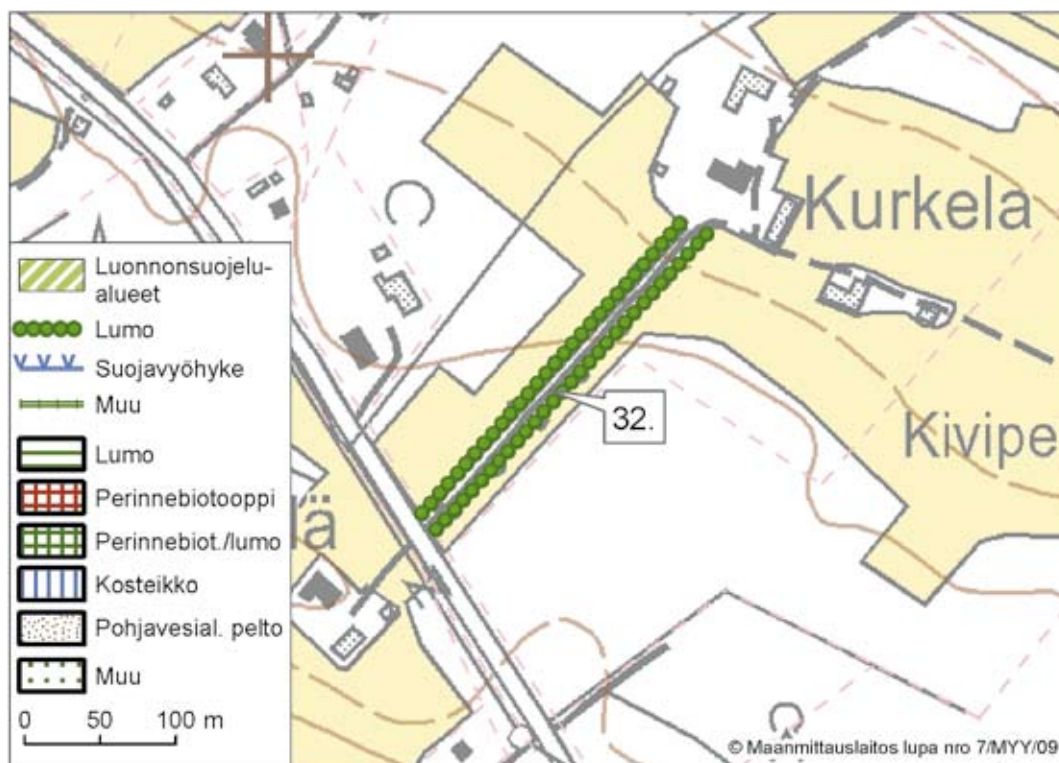 Kurkela
Kivipe
lä
32.
Luonnonsuojelu-
alueet
Lumo
Suojavyöhyke
Muu
Lumo
Perinnebiotooppi
Perinnebiot./lumo
Kosteikko
Pohjavesial. pelto
Muu
0 50 100 m
© Maanmittauslaitos lupa nro 7/MYY/09